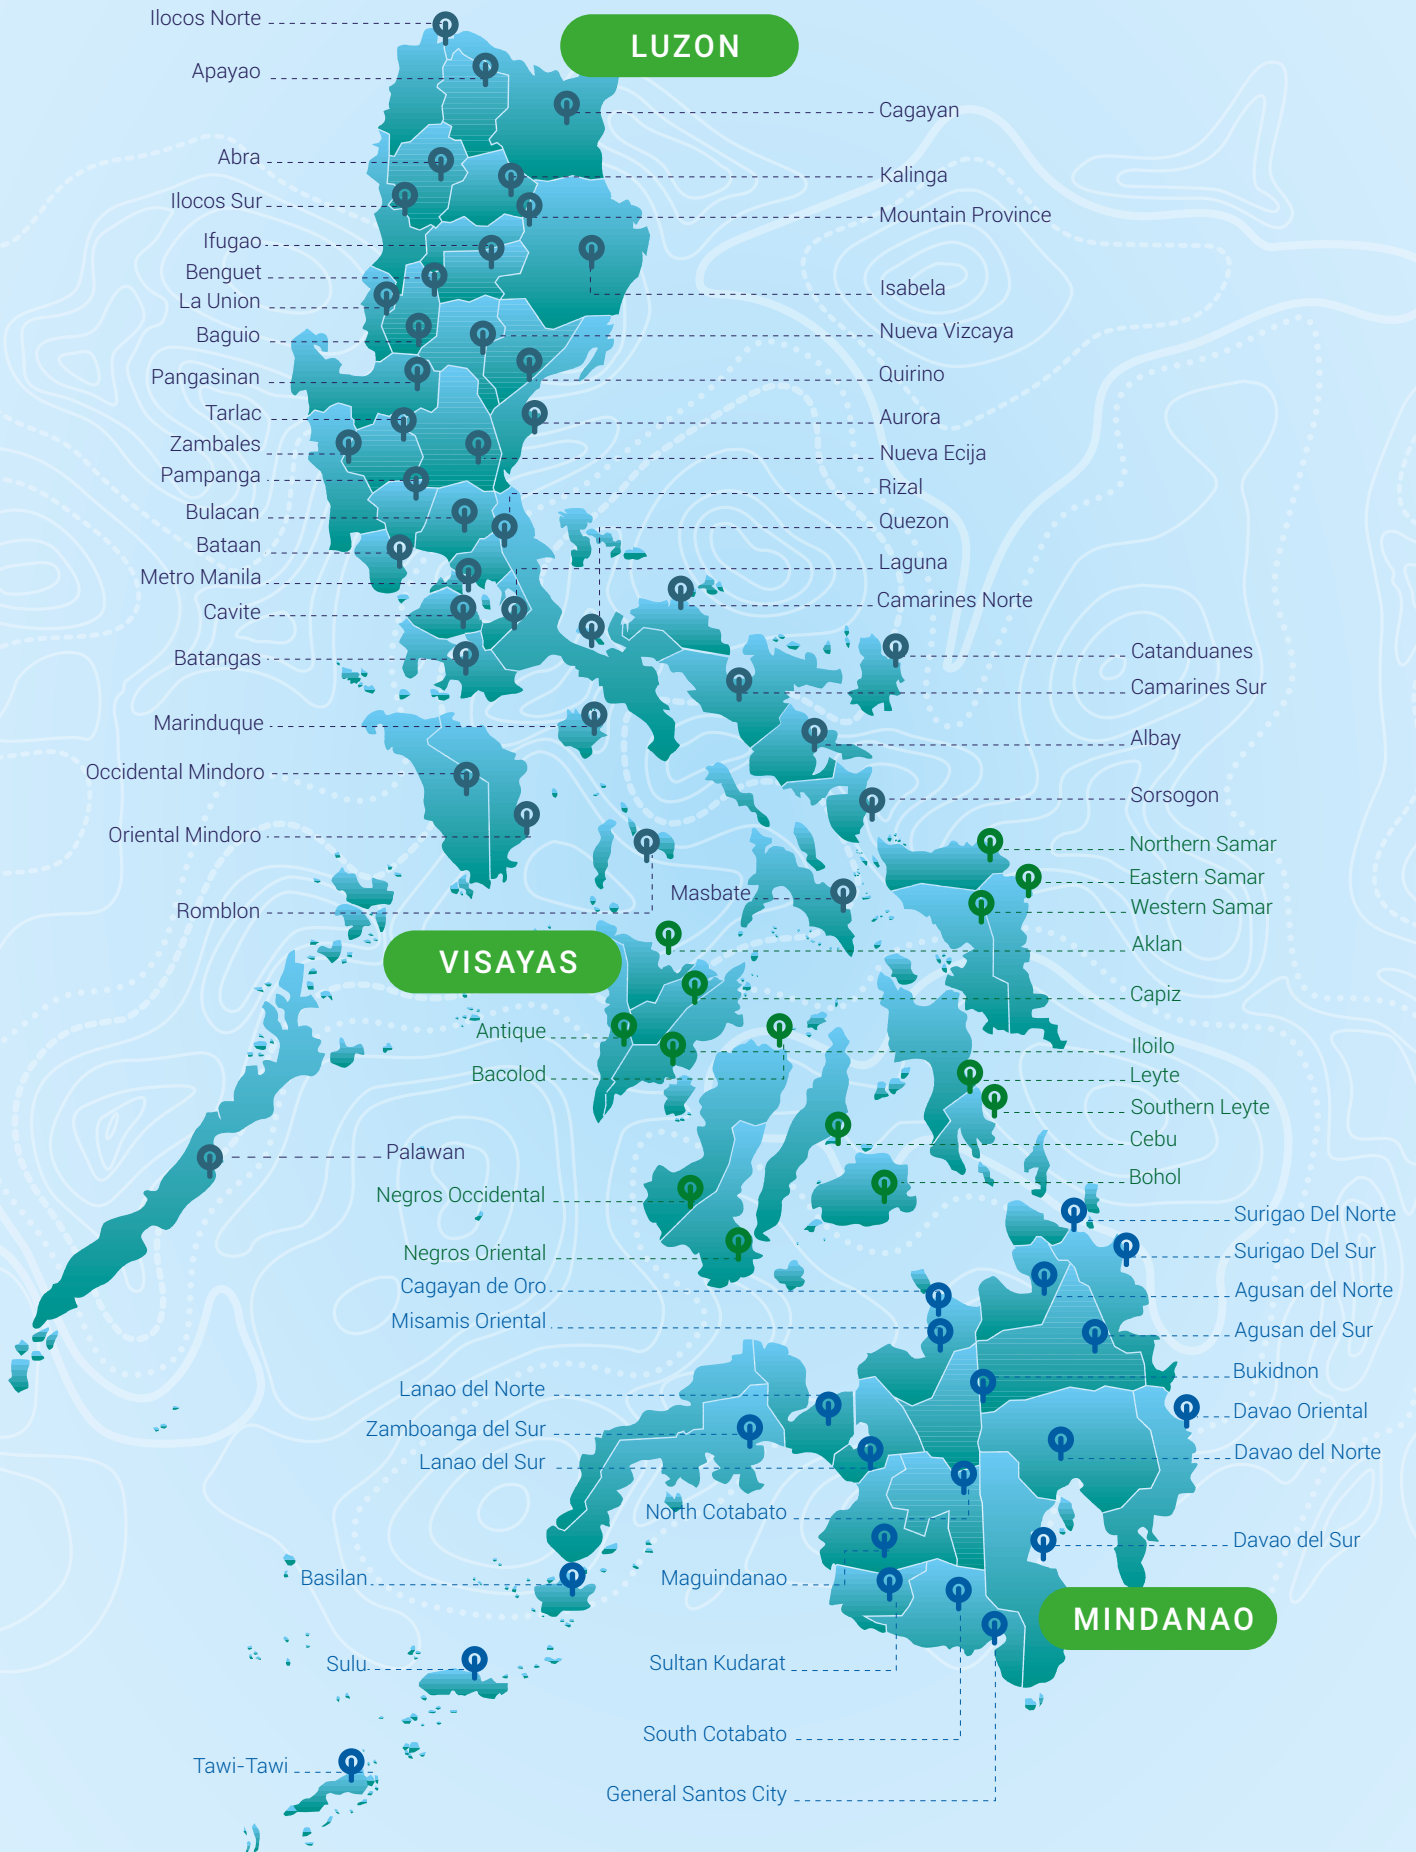 Ilocos Norte
LUZON
Apayao
Cagayan
Abra
Kalinga
Ilocos Sur
Mountain Province
Ifugao
Benguet
Isabela
La Union
Baguio
Nueva Vizcaya
Pangasinan
Quirino
Tarlac
Aurora
Zambales
Nueva Ecija
Pampanga
Rizal
Bulacan
Quezon
Bataan
Laguna
Metro Manila
Camarines Norte
Cavite
Batangas
Catanduanes
Camarines Sur
Marinduque
Albay
Occidental Mindoro
Sorsogon
Oriental Mindoro
Northern Samar
Eastern Samar
Masbate
Western Samar
Romblon
Aklan
VISAYAS
Capiz
Antique
Iloilo
Bacolod
Leyte
Southern Leyte
Cebu
Palawan
Bohol
Negros Occidental
Surigao Del Norte
Negros Oriental
Surigao Del Sur
Cagayan de Oro
Agusan del Norte
Misamis Oriental
Agusan del Sur
Bukidnon
Lanao del Norte
Davao Oriental
Zamboanga del Sur
Davao del Norte
Lanao del Sur
North Cotabato
Davao del Sur
Basilan
Maguindanao
MINDANAO
Sulu
Sultan Kudarat
South Cotabato
Tawi-Tawi
General Santos City